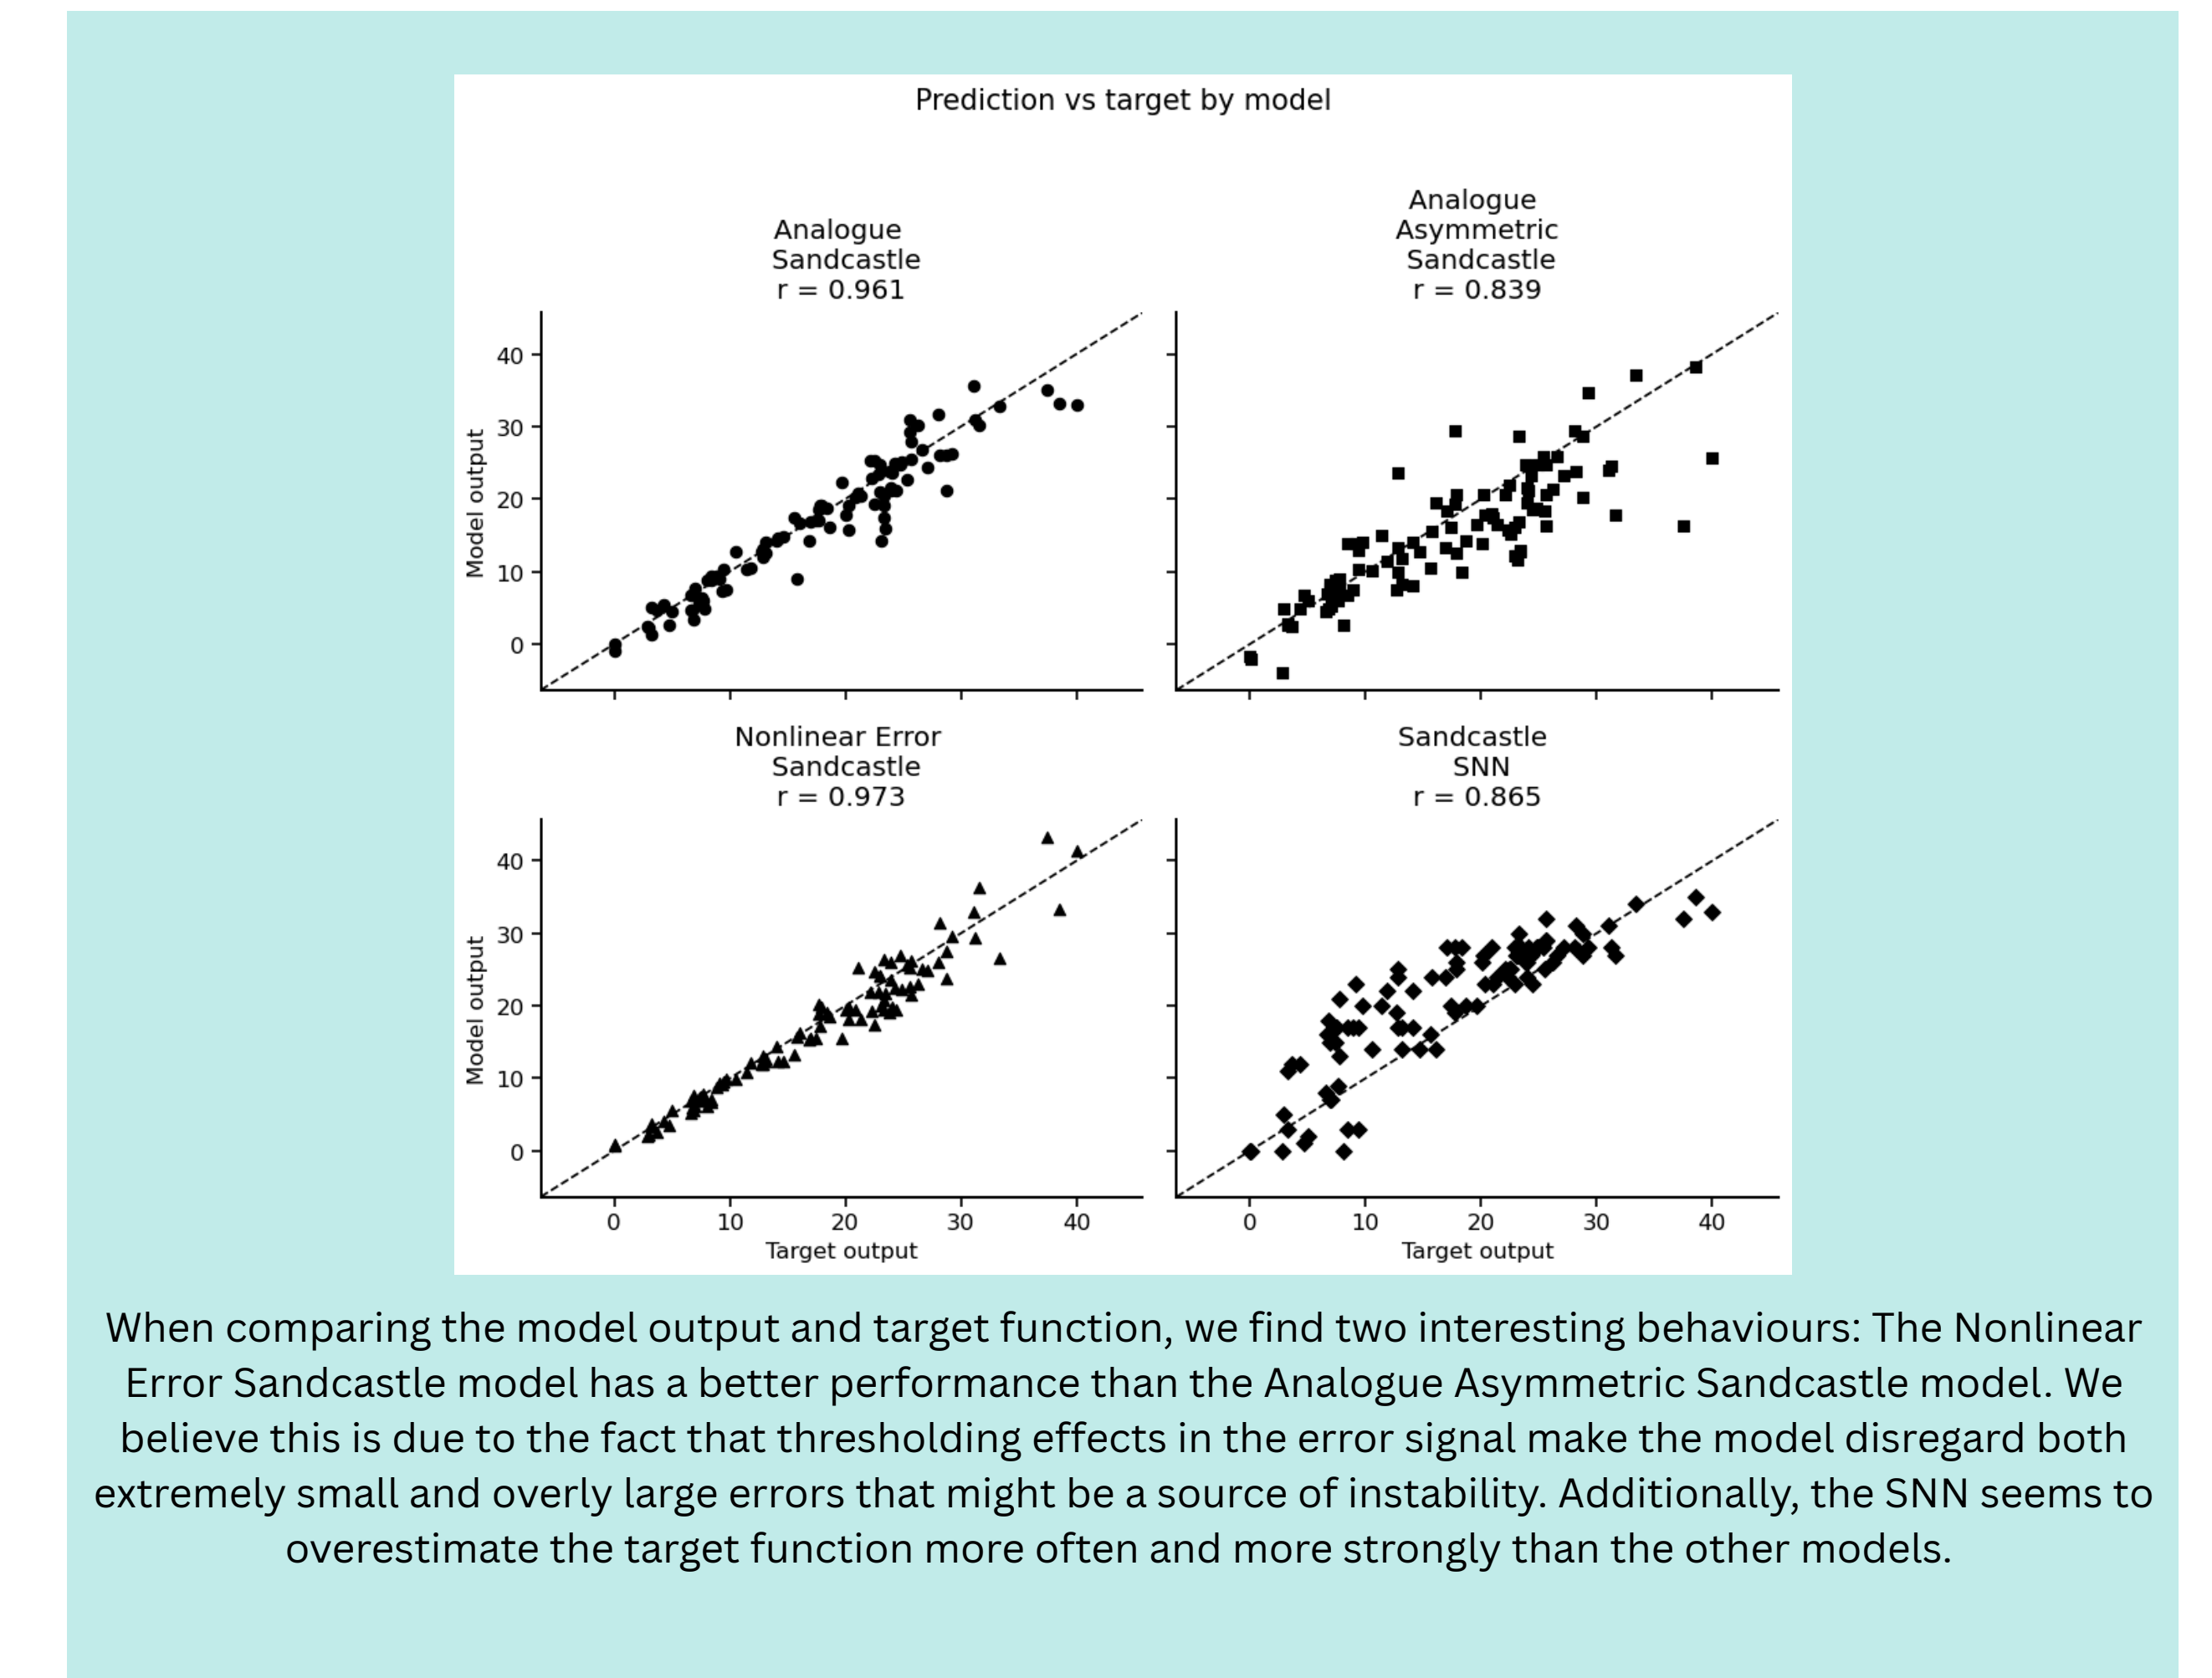 Prediction vs target by model
Analogue
Sandcastle
r = 0.961
Analogue
Asymmetric
Sandcastle
r = 0.839
Model output
40
30
20
10
0
Nonlinear Error
Sandcastle
r = 0.973
Sandcastle
SNN
r = 0.865
Model output
40
30
20
10
0
0 10 20 30 40
Target output
0 10 20 30 40
Target output
When comparing the model output and target function, we find two interesting behaviours: The Nonlinear
Error Sandcastle model has a better performance than the Analogue Asymmetric Sandcastle model. We
believe this is due to the fact that thresholding effects in the error signal make the model disregard both
extremely small and overly large errors that might be a source of instability. Additionally, the SNN seems to
overestimate the target function more often and more strongly than the other models.